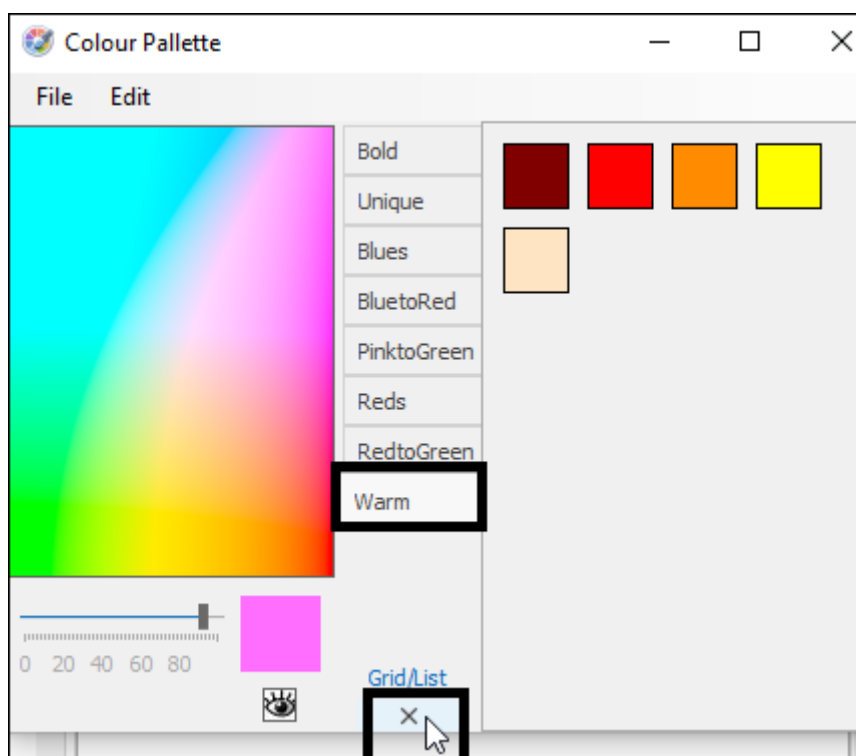 Colour Pallette
File Edit
Bold
Unique
Blues
BluetoRed
PinktoGreen
Reds
RedtoGreen
Warm
0 20 40 60 80
Grid/List